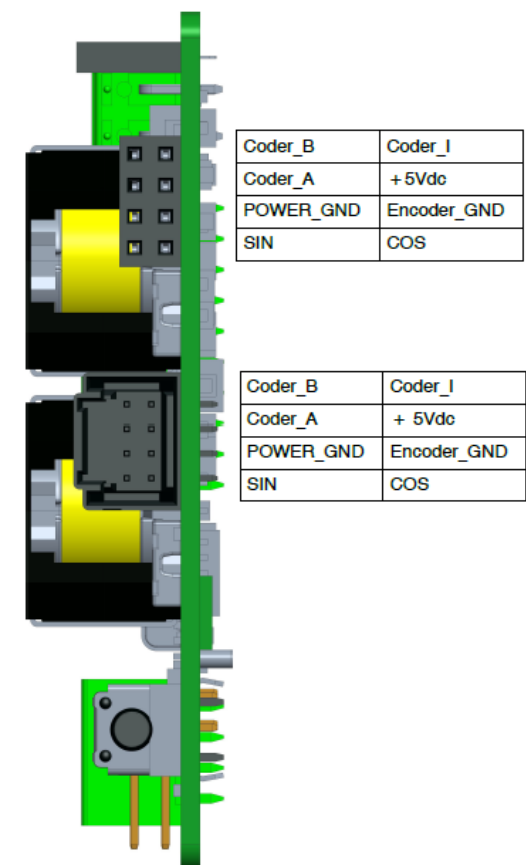 Coder_B Coder_I
Coder_A +5Vdc
POWER_GND Encoder_GND
SIN COS
Coder_B Coder_I
Coder_A + 5Vdc
POWER_GND Encoder_GND
SIN COS